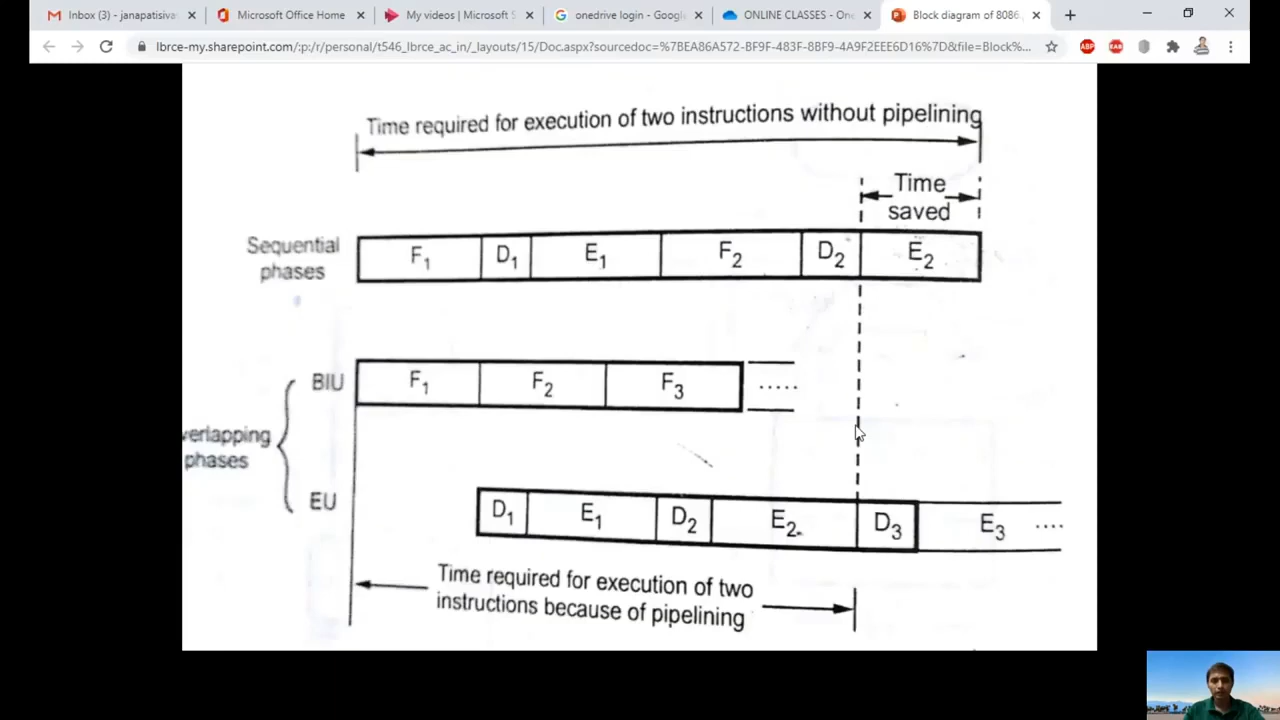 Inbox (3) - janapatisiva
Microsoft Office Home
My videos | Microsoft S
onedrive login - Google
ONLINE CLASSES - One
Block diagram of 8086
lbrce-my.sharepoint.com/:p:/r/personal/t546_lbrce_ac_in/_layouts/15/Doc.aspx?sourcedoc=%7BEA86A572-0F9F-483F-8BF9-4A9F2EEE6D16%7D&file=Block%...
Time required for execution of two instructions without pipelining
Time
saved
Sequential
phases
F1 D1 E1 F2 D2 E2
BIU F1 F2 F3 .....
verlapping
phases
EU D1 E1 D2 E2 D3 E3 ....
Time required for execution of two
instructions because of pipelining